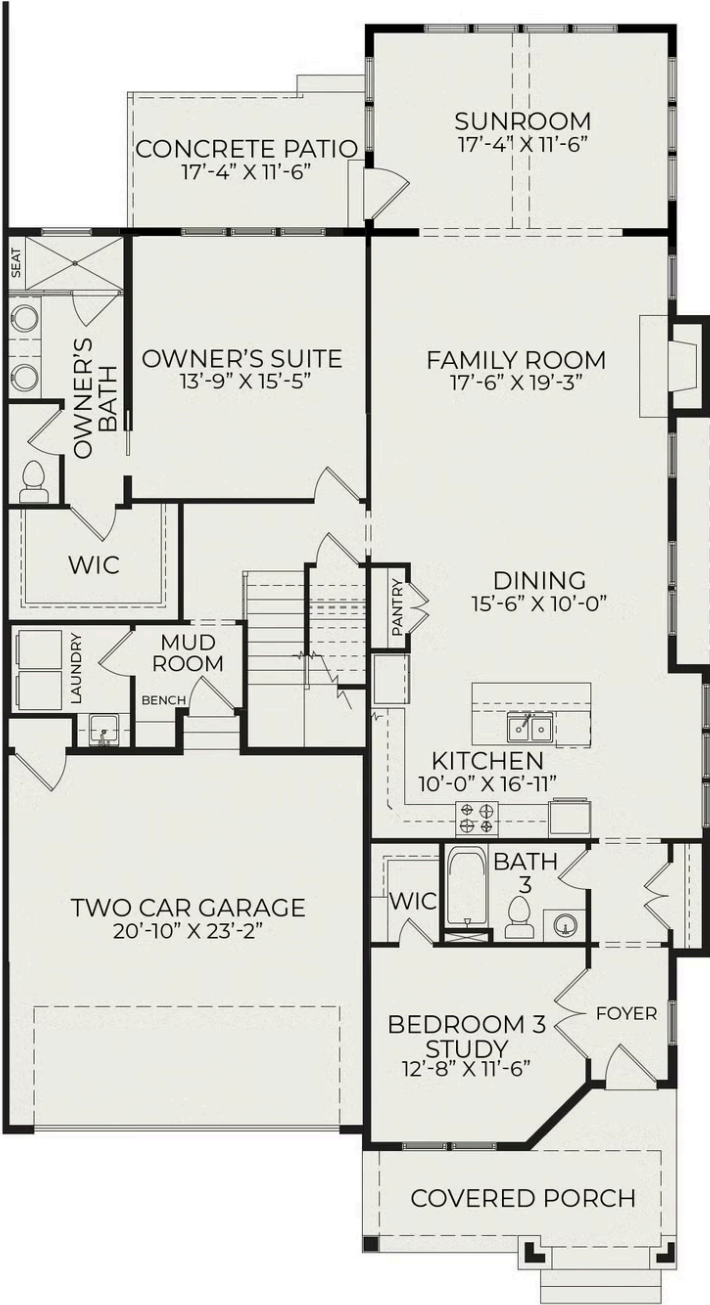 SUNROOM
17'-4" X 11'-6"
CONCRETE PATIO
17'-4" X 11'-6"
SEAT
OWNER'S
BATH
OWNER'S SUITE
13'-9" X 15'-5"
FAMILY ROOM
17'-6" X 19'-3"
WIC
DINING
15'-6" X 10'-0"
PANTRY
LAUNDRY
MUD
ROOM
BENCH
KITCHEN
10'-0" X 16'-11"
TWO CAR GARAGE
20'-10" X 23'-2"
WIC
BATH
3
BEDROOM 3
STUDY
12'-8" X 11'-6"
FOYER
COVERED PORCH